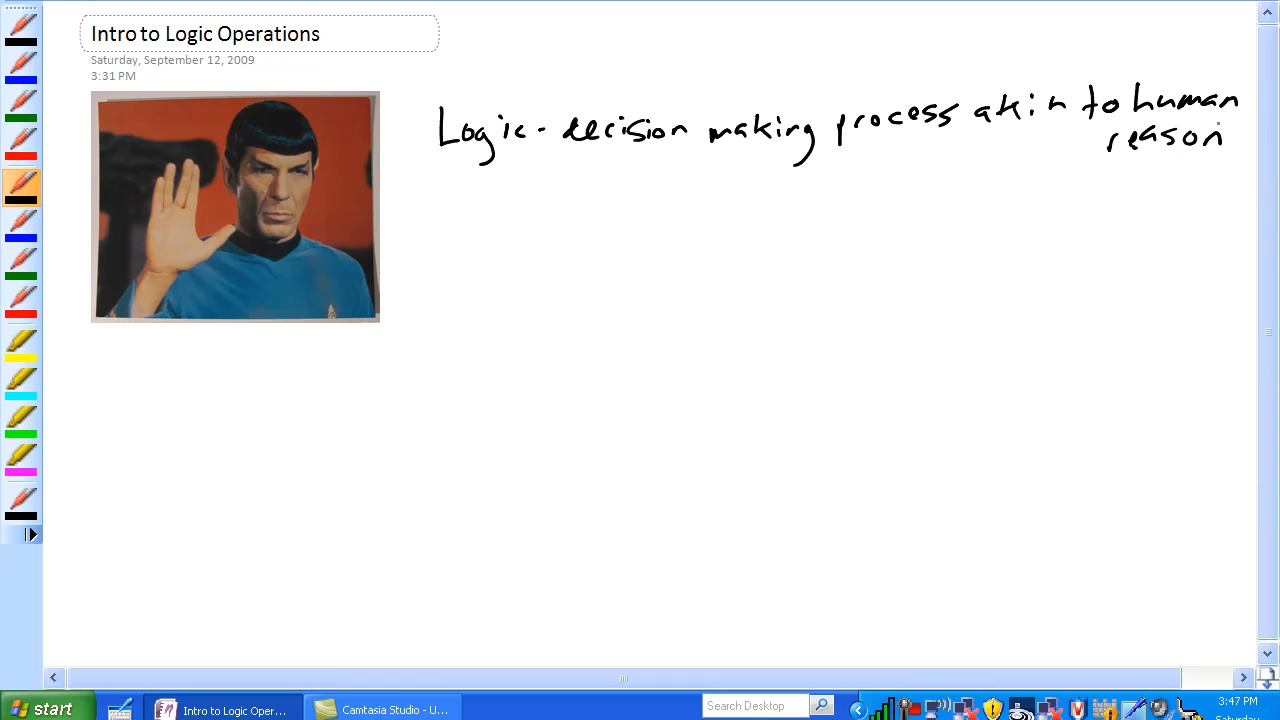 Intro to Logic Operations
Saturday, September 12, 2009
3:31 PM
Logic - decision making process akin to human
reason
start
Intro to Logic Oper...
Camtasia Studio - U...
Search Desktop
3:47 PM
Saturday